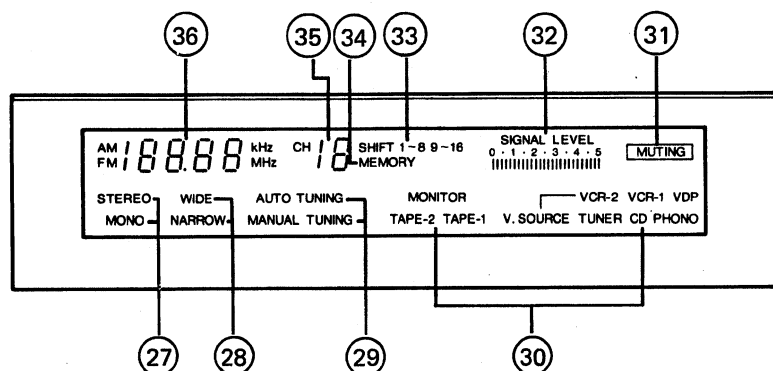 36 35 34 33 32 31
AM 188.88 kHz CH 18 SHIFT 1~8 9~16 SIGNAL LEVEL
FM MHz MEMORY 0·1·2·3·4·5 MUTING
STEREO WIDE AUTO TUNING MONITOR VCR-2 VCR-1 VDP
MONO NARROW MANUAL TUNING TAPE-2 TAPE-1 V.SOURCE TUNER CD PHONO
27 28 29 30